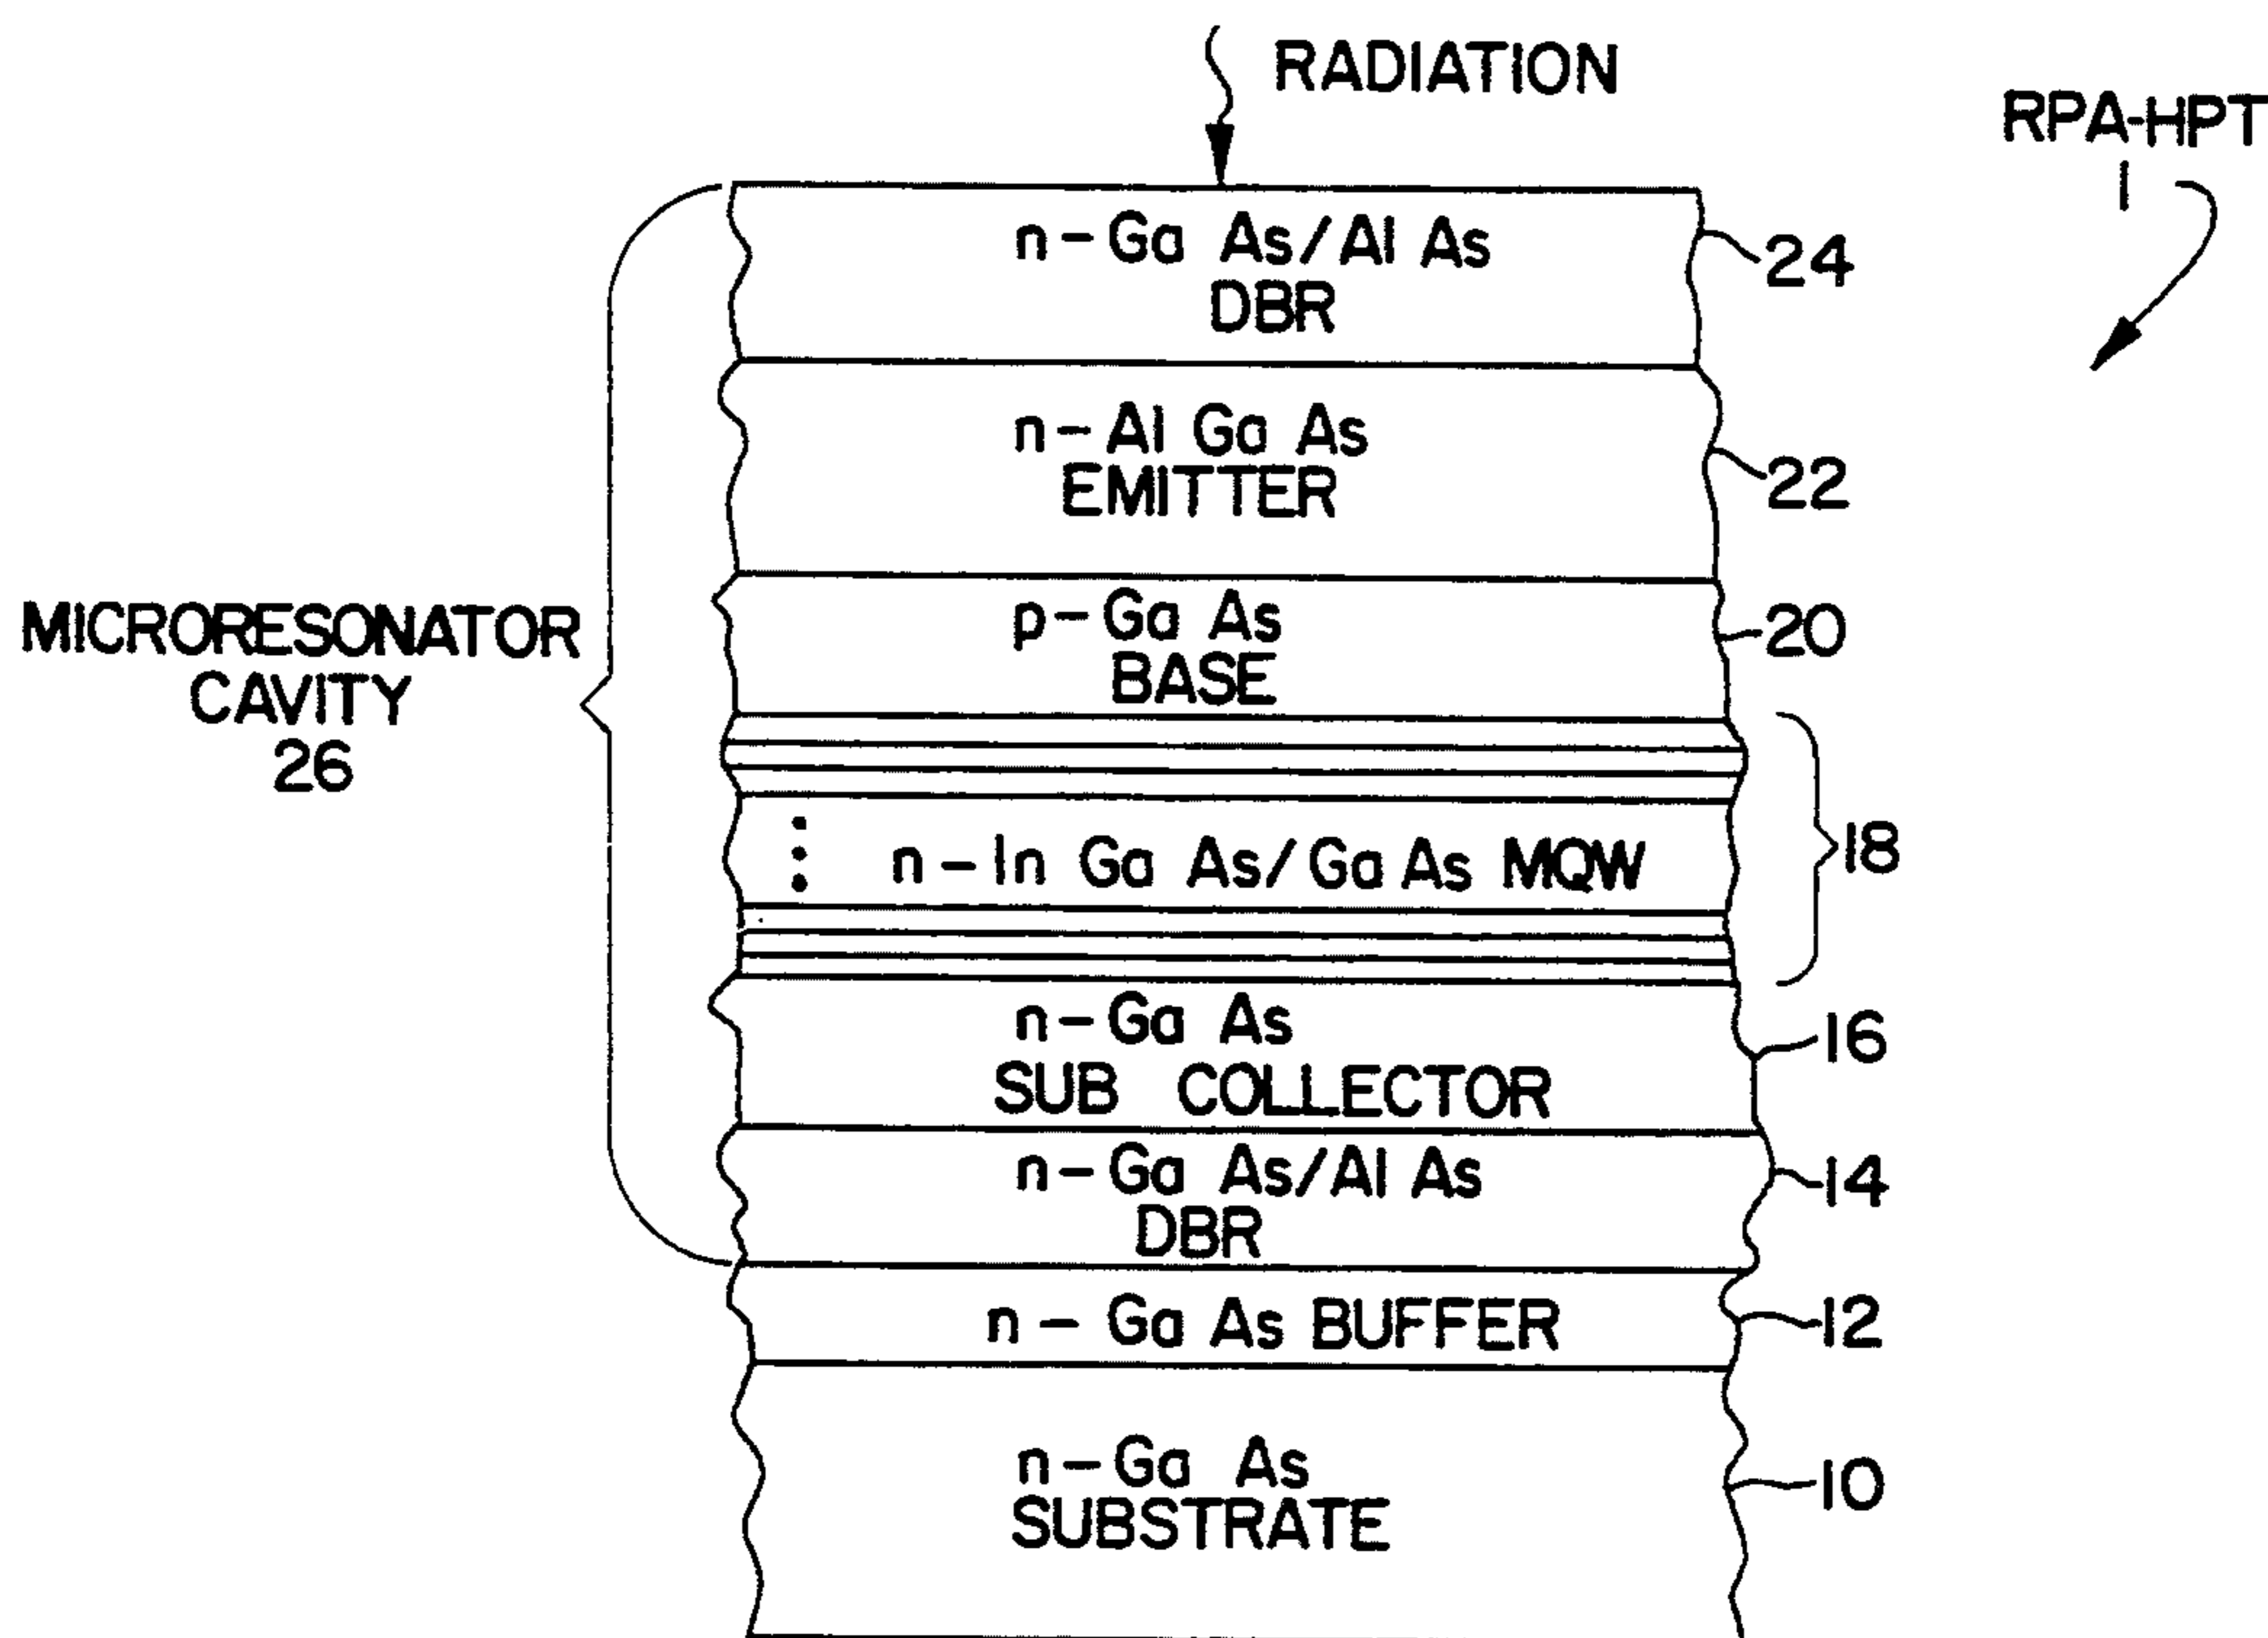 RADIATION
RPA-HPT
1
n-Ga As/Al As
DBR
24
n-Al Ga As
EMITTER
22
p-Ga As
BASE
20
MICRORESONATOR
CAVITY
26
n-In Ga As/Ga As MQW
18
n-Ga As
SUB COLLECTOR
16
n-Ga As/Al As
DBR
14
n- Ga As BUFFER
12
n-Ga As
SUBSTRATE
10